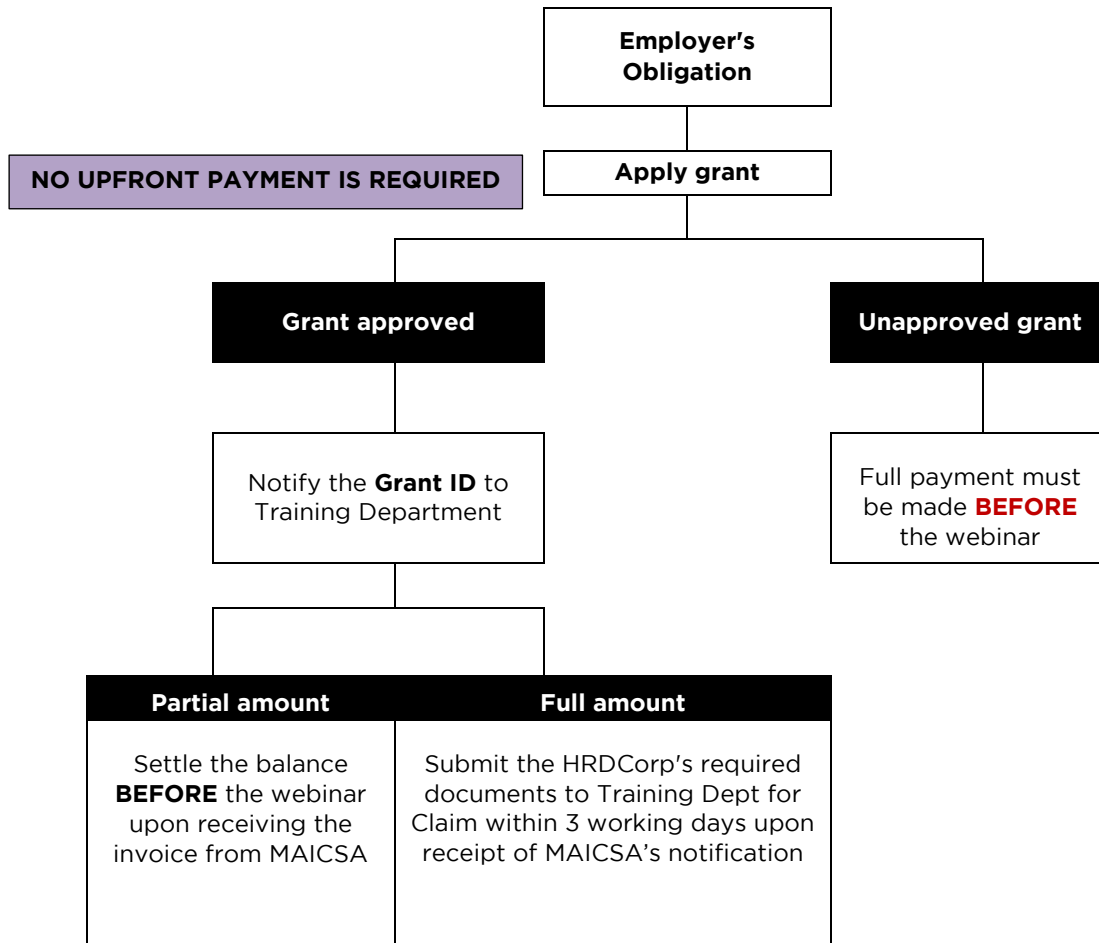 Employer's
Obligation
NO UPFRONT PAYMENT IS REQUIRED
Apply grant
Grant approved
Unapproved grant
Notify the Grant ID to
Training Department
Full payment must
be made BEFORE
the webinar
Partial amount
Full amount
Settle the balance
BEFORE the webinar
upon receiving the
invoice from MAICSA
Submit the HRDCorp's required
documents to Training Dept for
Claim within 3 working days upon
receipt of MAICSA’s notification